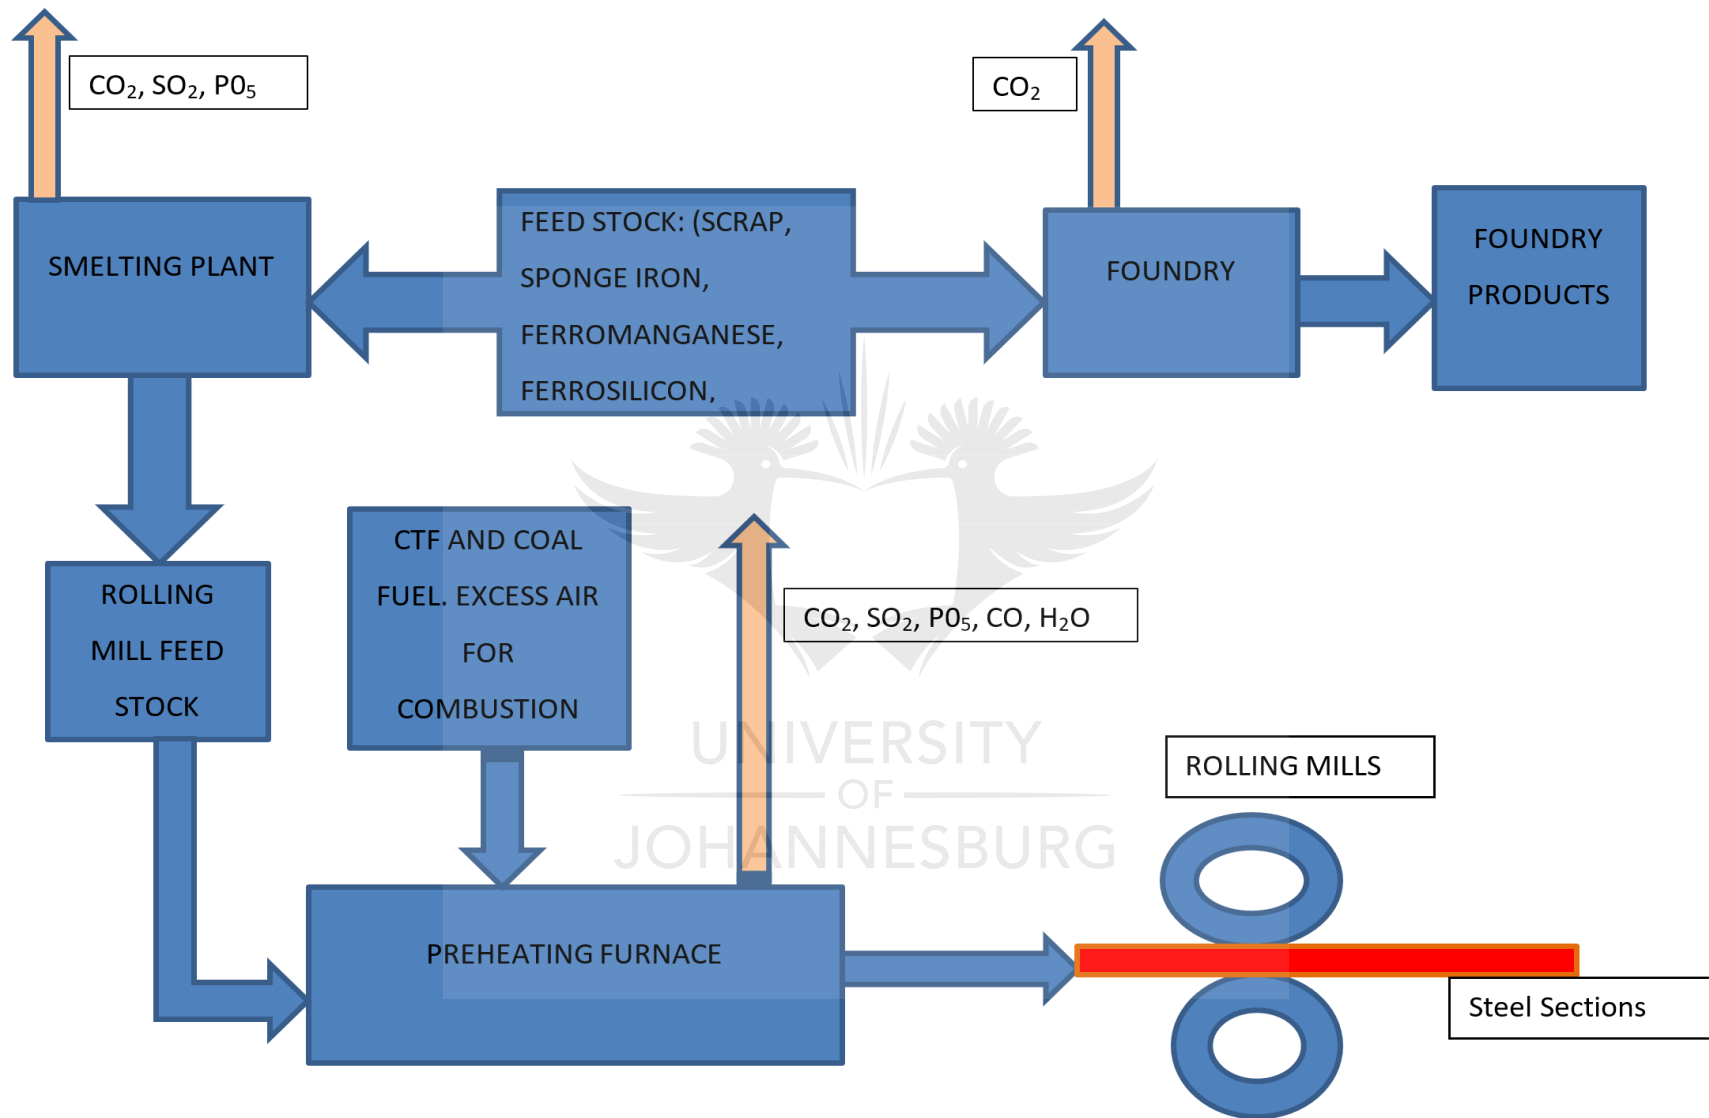 CO₂, SO₂, P0₅
CO₂
SMELTING PLANT
FEED STOCK: (SCRAP,
SPONGE IRON,
FERROMANGANESE,
FERROSILICON,
FOUNDRY
FOUNDRY
PRODUCTS
ROLLING
MILL FEED
STOCK
CTF AND COAL
FUEL. EXCESS AIR
FOR
COMBUSTION
CO₂, SO₂, P0₅, CO, H₂O
UNIVERSITY
OF
JOHANNESBURG
ROLLING MILLS
PREHEATING FURNACE
Steel Sections